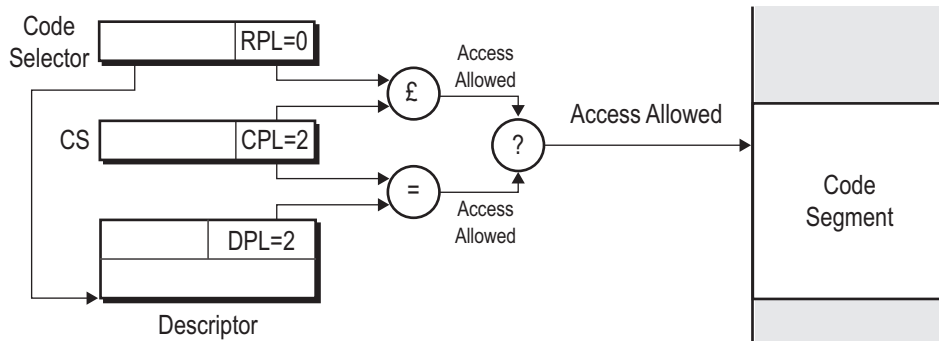 Code
Selector
RPL=0
£
Access
Allowed
CS
CPL=2
?
Access Allowed
=
Access
Allowed
DPL=2
Code
Segment
Descriptor